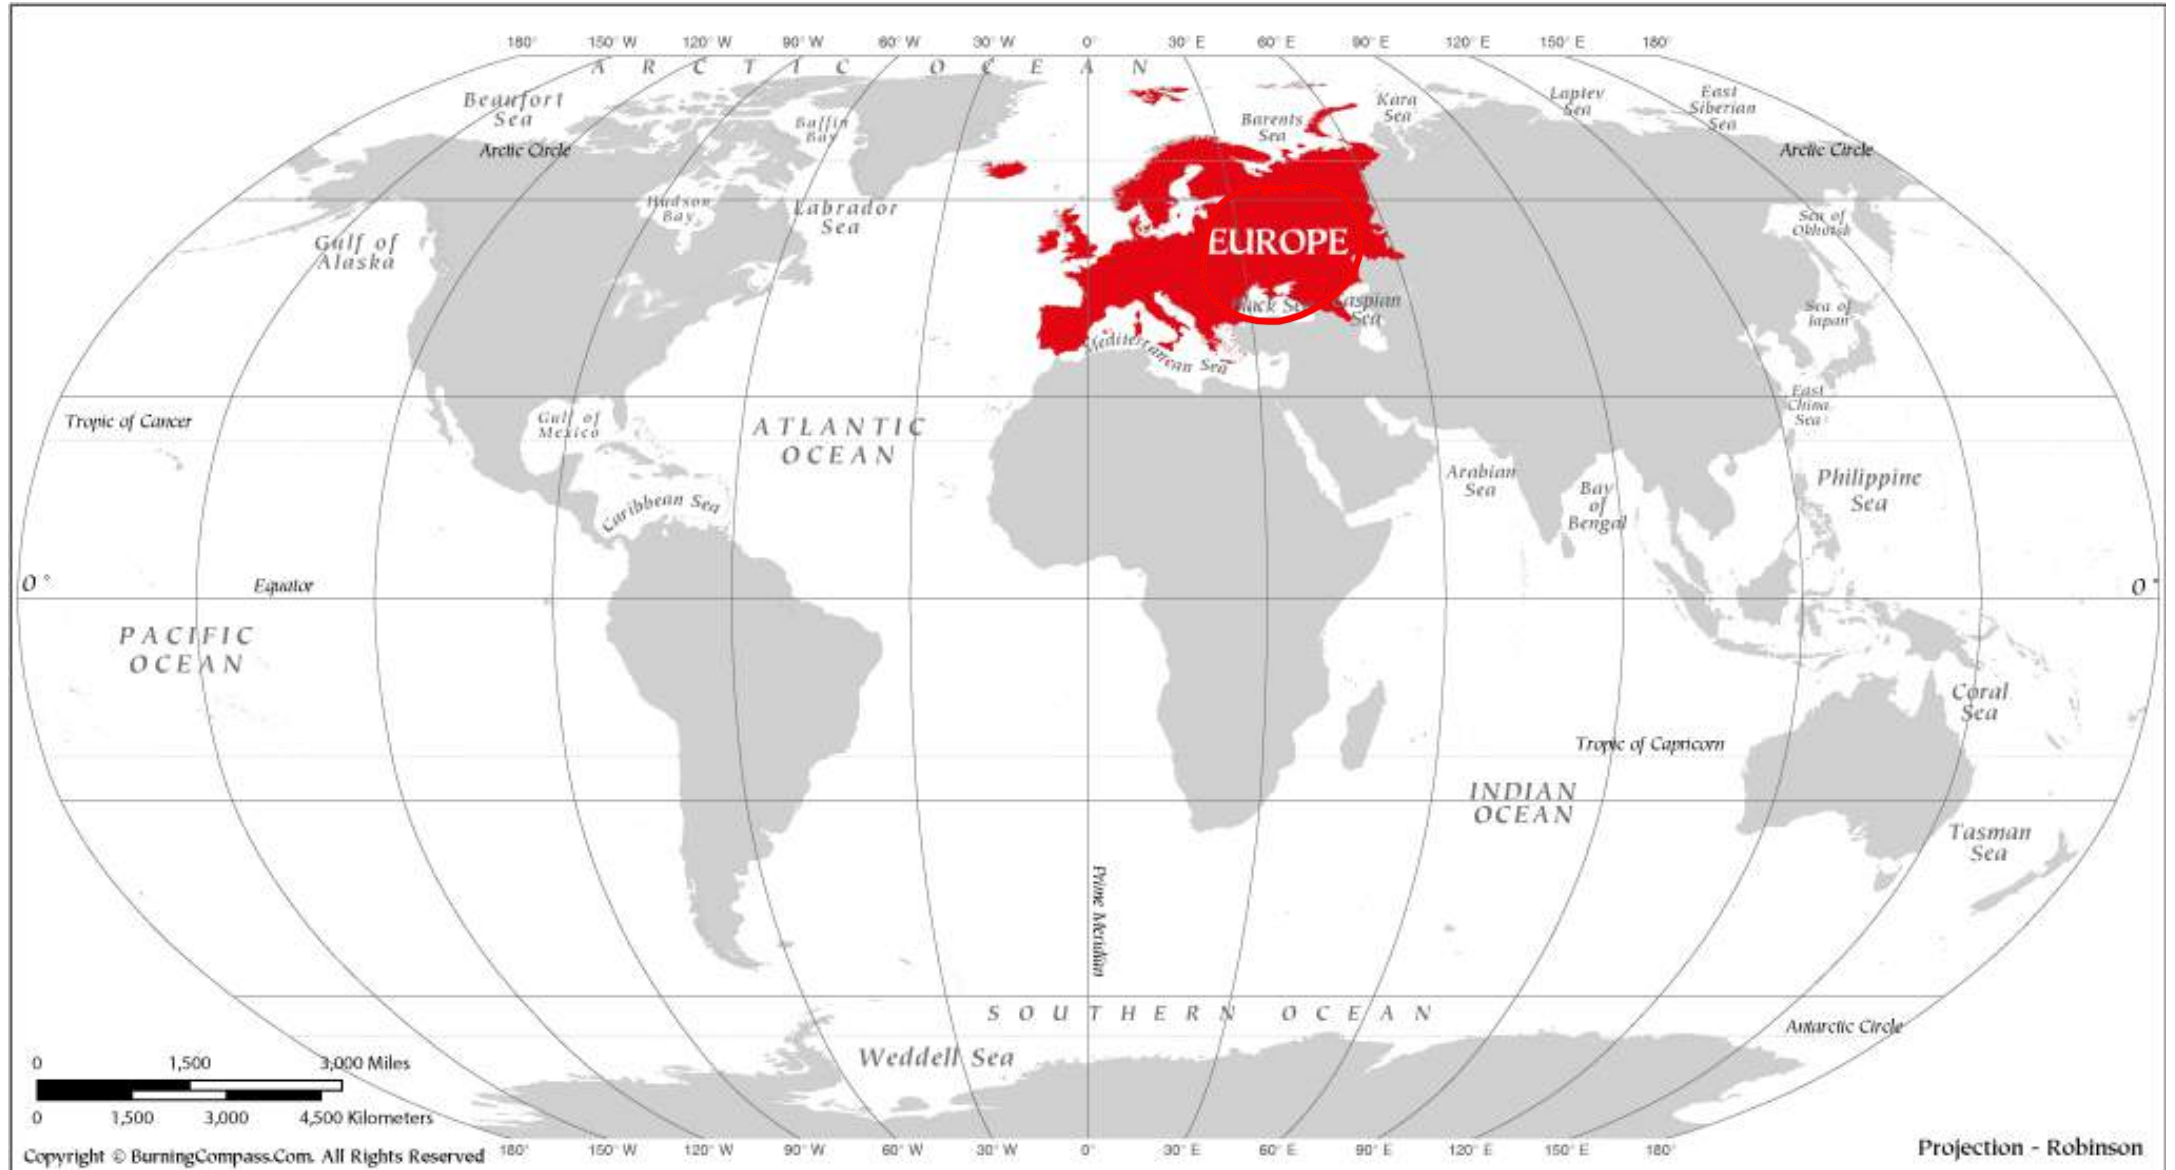 180° 150° W 120° W 90° W 60° W 30° W 0° 30° E 60° E 90° E 120° E 150° E 180°
ARCTIC OCEAN
Beaufort
Sea
Baffin
Bay
Barents
Sea
Kara
Sea
Laptev
Sea
East
Siberian
Sea
Arctic Circle
Arctic Circle
Hudson
Bay
Labrador
Sea
Gulf of
Alaska
EUROPE
Sea of
Okhotsk
Black Sea
Caspian
Sea
Sea of
Japan
Mediterranean Sea
East
China
Sea
Tropic of Cancer
Gulf of
Mexico
ATLANTIC
OCEAN
Arabian
Sea
Bay
of
Bengal
Philippine
Sea
Caribbean Sea
0°
Equator
0°
PACIFIC
OCEAN
Coral
Sea
Tropic of Capricorn
INDIAN
OCEAN
Tasman
Sea
Prime Meridian
SOUTHERN OCEAN
Antarctic Circle
Weddell Sea
0 1,500 3,000 Miles
0 1,500 3,000 4,500 Kilometers
180° 150° W 120° W 90° W 60° W 30° W 0° 30° E 60° E 90° E 120° E 150° E 180°
Copyright © BurningCompass.Com. All Rights Reserved
Projection - Robinson